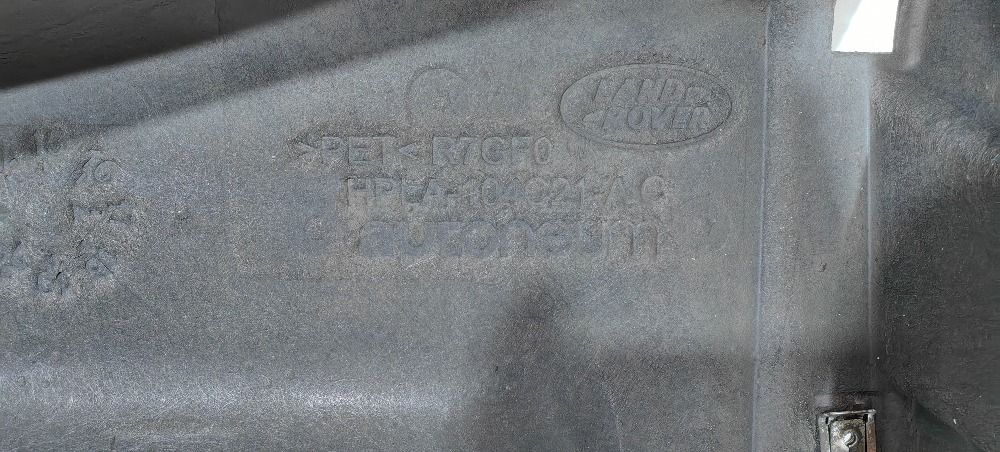 LAND
ROVER
>PET< R7CF0
HPLA-104C21-AC
autoneum